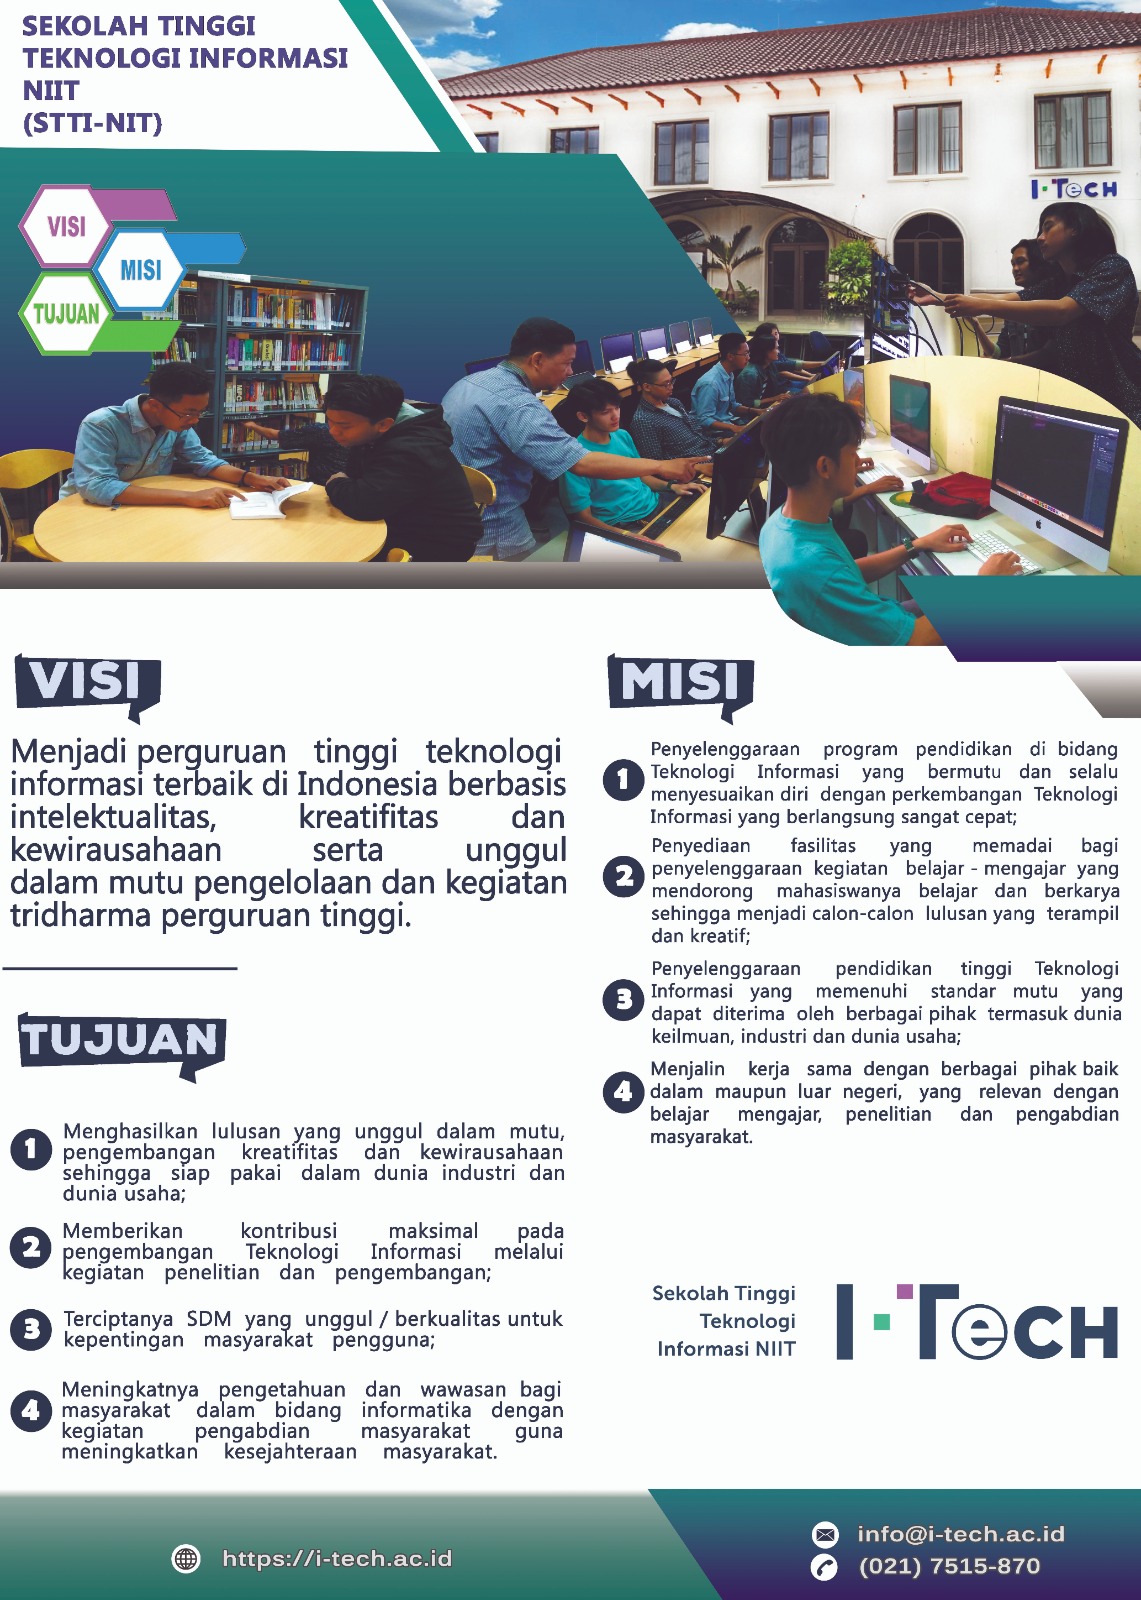 SEKOLAH TINGGI
TEKNOLOGI INFORMASI
NIIT
(STTI-NIT)
I-TECH
VISI
MISI
TUJUAN
VISI
Menjadi perguruan tinggi teknologi
informasi terbaik di Indonesia berbasis
intelektualitas, kreatifitas dan
kewirausahaan serta unggul
dalam mutu pengelolaan dan kegiatan
tridharma perguruan tinggi.
TUJUAN
1 Menghasilkan lulusan yang unggul dalam mutu,
pengembangan kreatifitas dan kewirausahaan
sehingga siap pakai dalam dunia industri dan
dunia usaha;
2 Memberikan kontribusi maksimal pada
pengembangan Teknologi Informasi melalui
kegiatan penelitian dan pengembangan;
3 Terciptanya SDM yang unggul / berkualitas untuk
kepentingan masyarakat pengguna;
4 Meningkatnya pengetahuan dan wawasan bagi
masyarakat dalam bidang informatika dengan
kegiatan pengabdian masyarakat guna
meningkatkan kesejahteraan masyarakat.
MISI
1 Penyelenggaraan program pendidikan di bidang
Teknologi Informasi yang bermutu dan selalu
menyesuaikan diri dengan perkembangan Teknologi
Informasi yang berlangsung sangat cepat;
2 Penyediaan fasilitas yang memadai bagi
penyelenggaraan kegiatan belajar - mengajar yang
mendorong mahasiswanya belajar dan berkarya
sehingga menjadi calon-calon lulusan yang terampil
dan kreatif;
3 Penyelenggaraan pendidikan tinggi Teknologi
Informasi yang memenuhi standar mutu yang
dapat diterima oleh berbagai pihak termasuk dunia
keilmuan, industri dan dunia usaha;
4 Menjalin kerja sama dengan berbagai pihak baik
dalam maupun luar negeri, yang relevan dengan
belajar mengajar, penelitian dan pengabdian
masyarakat.
Sekolah Tinggi
Teknologi
Informasi NIIT
I-TeCH
https://i-tech.ac.id
info@i-tech.ac.id
(021) 7515-870